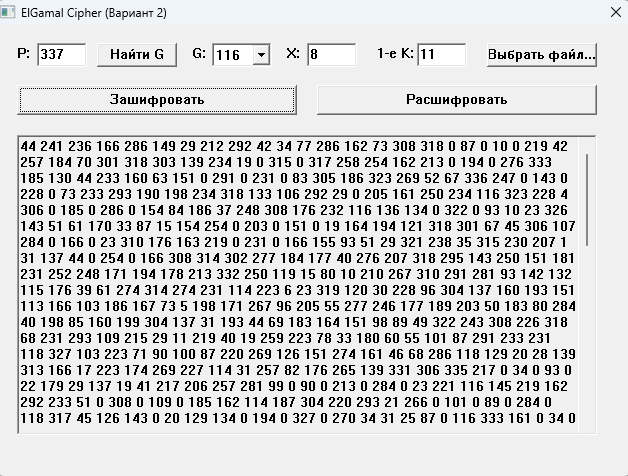 ElGamal Cipher (Вариант 2)
P: 337 Найти G G: 116 X: 8 1-е K: 11 Выбрать файл...
Зашифровать Расшифровать
44 241 236 166 286 149 29 212 292 42 34 77 286 162 73 308 318 0 87 0 10 0 219 42
257 184 70 301 318 303 139 234 19 0 315 0 317 258 254 162 213 0 194 0 276 333
185 130 44 233 160 63 151 0 291 0 231 0 83 305 186 323 269 52 67 336 247 0 143 0
228 0 73 233 293 190 198 234 318 133 106 292 29 0 205 161 250 234 116 323 228 4
306 0 185 0 286 0 154 84 186 37 248 308 176 232 116 136 134 0 322 0 93 10 23 326
143 51 61 170 33 87 15 154 254 0 203 0 151 0 19 164 194 121 318 301 67 45 306 107
284 0 166 0 23 310 176 163 219 0 231 0 166 155 93 51 29 321 238 35 315 230 207 1
31 137 44 0 254 0 166 308 314 302 277 184 177 40 276 207 318 295 143 250 151 181
231 252 248 171 194 178 213 332 250 119 15 80 10 210 267 310 291 281 93 142 132
115 176 39 61 274 314 274 231 114 223 6 23 319 120 30 228 96 304 137 160 193 151
113 166 103 186 167 73 5 198 171 267 96 205 55 277 246 177 189 203 50 183 80 284
40 198 85 160 199 304 137 31 193 44 69 183 164 151 98 89 49 322 243 308 226 318
68 231 293 109 215 29 11 219 40 19 259 223 78 33 180 60 55 101 87 291 233 231
118 327 103 223 71 90 100 87 220 269 126 151 274 161 46 68 286 118 129 20 28 139
313 166 17 223 174 269 227 114 31 257 82 176 265 139 331 306 335 217 0 34 0 93 0
22 179 29 137 19 41 217 206 257 281 99 0 90 0 213 0 284 0 23 221 116 145 219 162
292 233 51 0 308 0 109 0 185 162 114 187 304 220 293 21 266 0 101 0 89 0 284 0
118 317 45 126 143 0 20 129 134 0 194 0 327 0 270 34 31 25 87 0 116 333 161 0 34 0